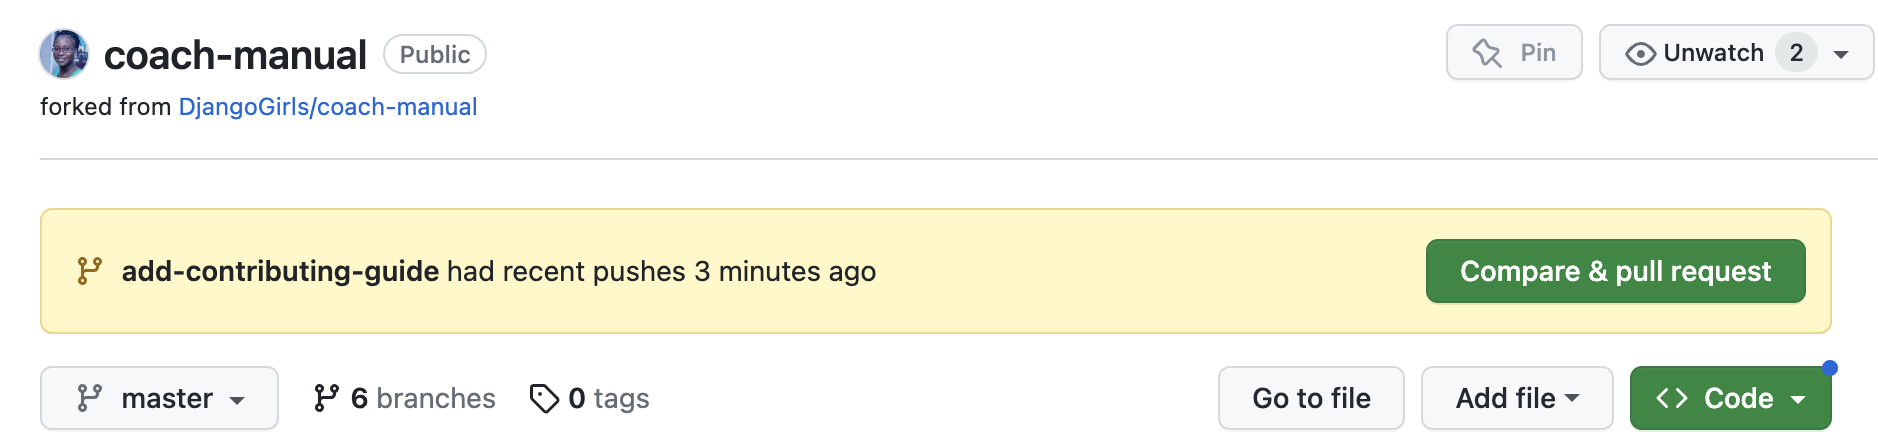 coach-manual Public Pin Unwatch 2
forked from DjangoGirls/coach-manual
add-contributing-guide had recent pushes 3 minutes ago Compare & pull request
master 6 branches 0 tags Go to file Add file <> Code